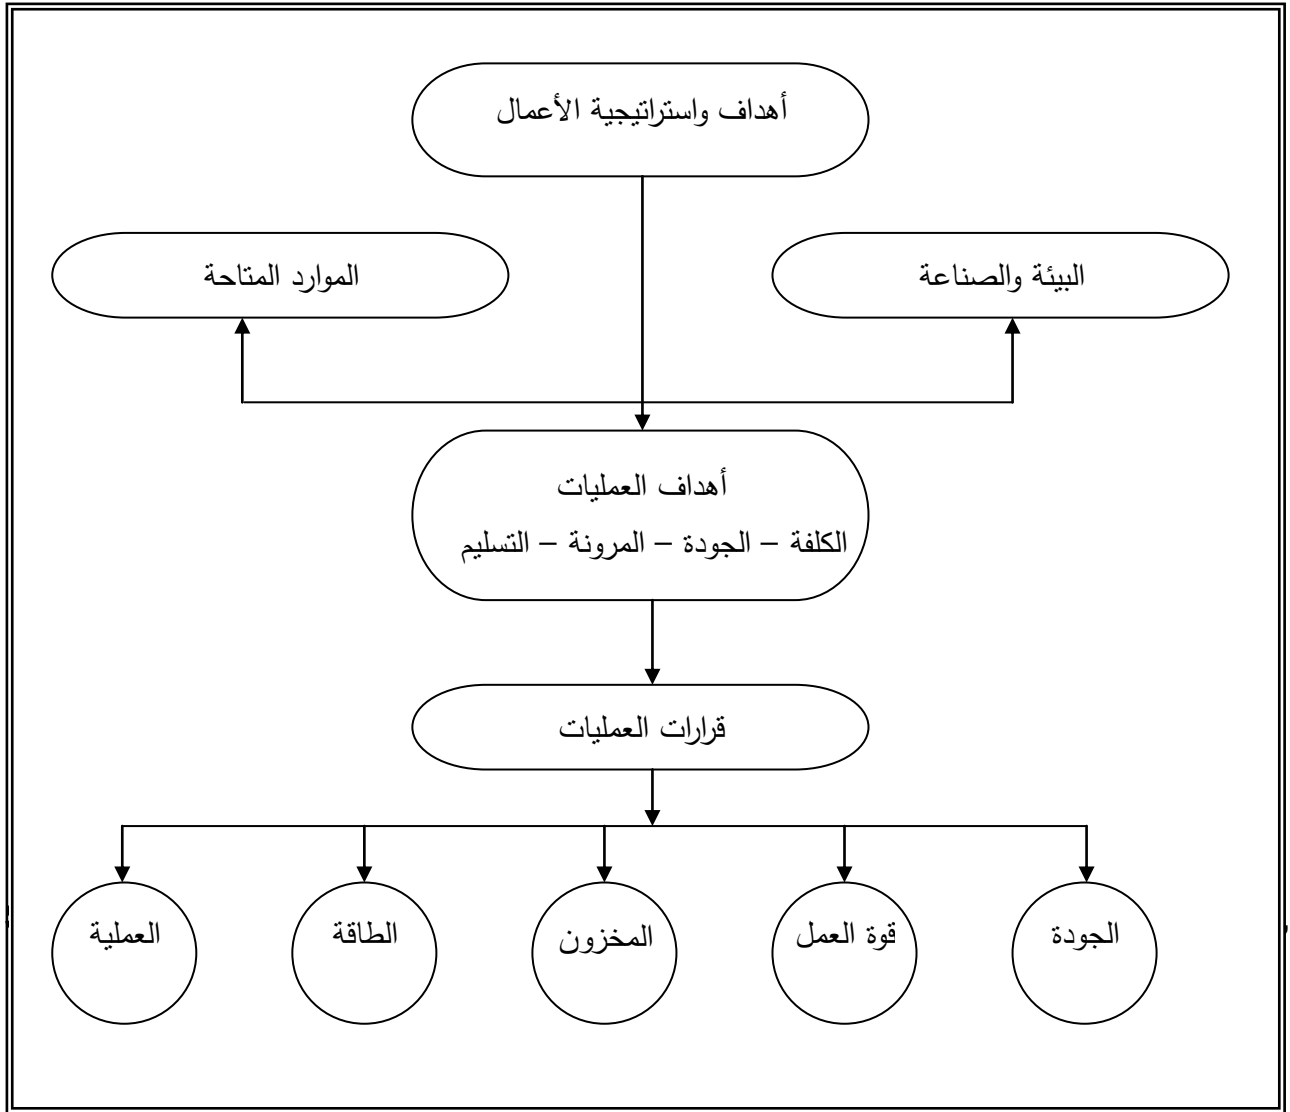 أهداف واستراتيجية الأعمال
البيئة والصناعة
الموارد المتاحة
أهداف العمليات
الكلفة – الجودة – المرونة – التسليم
قرارات العمليات
الجودة
قوة العمل
المخزون
الطاقة
العملية